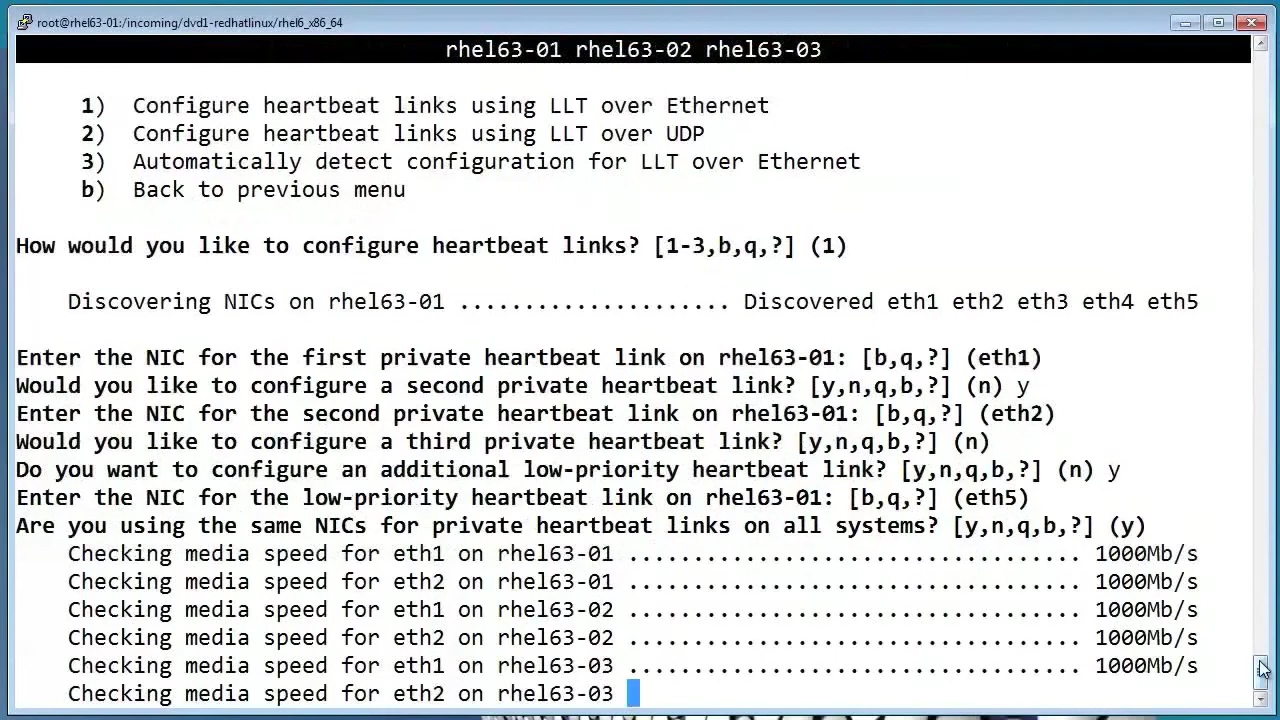 root@rhel63-01:/incoming/dvd1-redhatlinux/rhel6_x86_64
rhel63-01 rhel63-02 rhel63-03
1) Configure heartbeat links using LLT over Ethernet
2) Configure heartbeat links using LLT over UDP
3) Automatically detect configuration for LLT over Ethernet
b) Back to previous menu
How would you like to configure heartbeat links? [1-3,b,q,?] (1)
Discovering NICs on rhel63-01 ..................... Discovered eth1 eth2 eth3 eth4 eth5
Enter the NIC for the first private heartbeat link on rhel63-01: [b,q,?] (eth1)
Would you like to configure a second private heartbeat link? [y,n,q,b,?] (n) y
Enter the NIC for the second private heartbeat link on rhel63-01: [b,q,?] (eth2)
Would you like to configure a third private heartbeat link? [y,n,q,b,?] (n)
Do you want to configure an additional low-priority heartbeat link? [y,n,q,b,?] (n) y
Enter the NIC for the low-priority heartbeat link on rhel63-01: [b,q,?] (eth5)
Are you using the same NICs for private heartbeat links on all systems? [y,n,q,b,?] (y)
Checking media speed for eth1 on rhel63-01 ................................... 1000Mb/s
Checking media speed for eth2 on rhel63-01 ................................... 1000Mb/s
Checking media speed for eth1 on rhel63-02 ................................... 1000Mb/s
Checking media speed for eth2 on rhel63-02 ................................... 1000Mb/s
Checking media speed for eth1 on rhel63-03 ................................... 1000Mb/s
Checking media speed for eth2 on rhel63-03